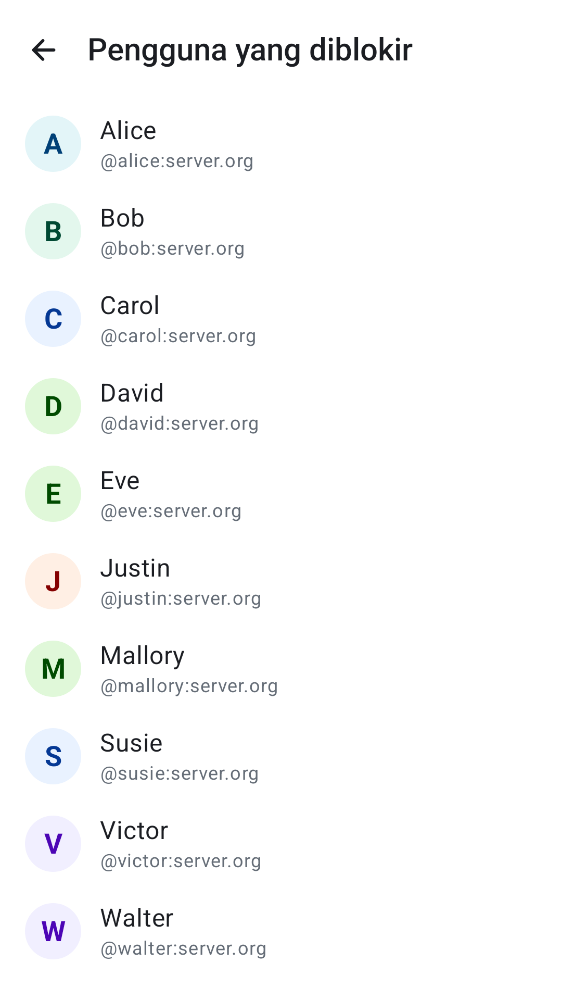 Pengguna yang diblokir
A
Alice
@alice:server.org
B
Bob
@bob:server.org
C
Carol
@carol:server.org
D
David
@david:server.org
E
Eve
@eve:server.org
J
Justin
@justin:server.org
M
Mallory
@mallory:server.org
S
Susie
@susie:server.org
V
Victor
@victor:server.org
W
Walter
@walter:server.org